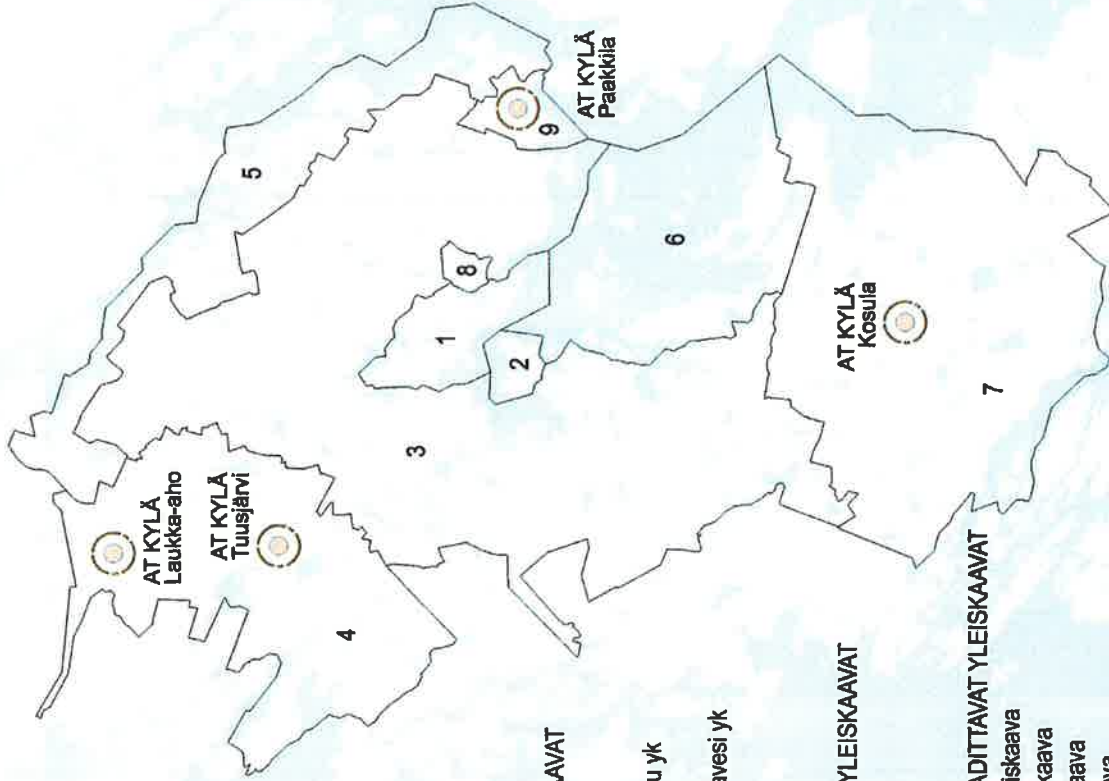 5
AT KYLÄ
Paakkila
9
AT KYLÄ
Laukka-aho
AT KYLÄ
Tuusjärvi
8
6
1
2
3
4
AT KYLÄ
Kosula
7
AAVAT
u yk
avesi yk
YLEISKAAVAT
ADITTAVAT YLEISKAAVAT
iskaava
kaava
aava